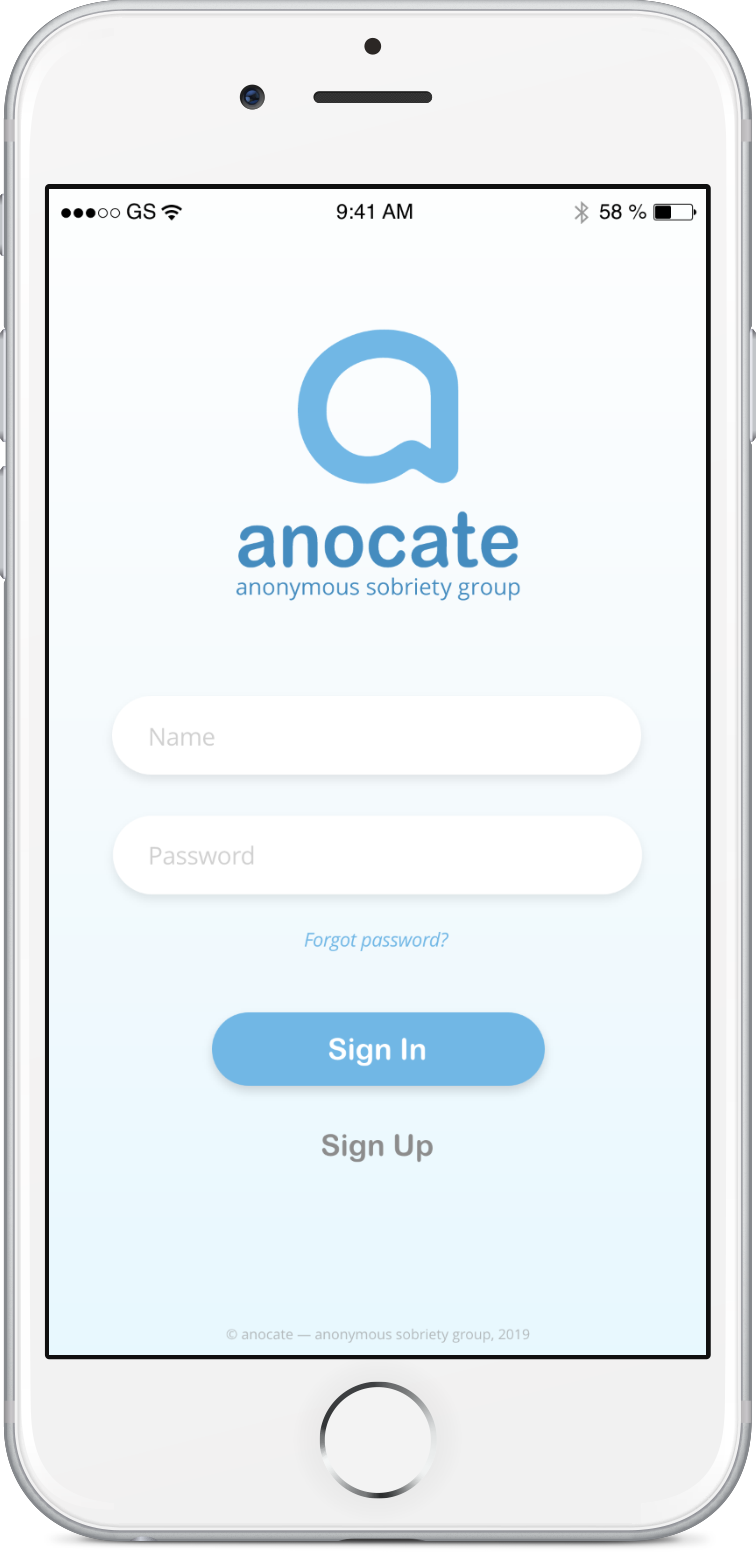 GS 9:41 AM 58 %
anocate
anonymous sobriety group
Name
Password
Forgot password?
Sign In
Sign Up
© anocate — anonymous sobriety group, 2019